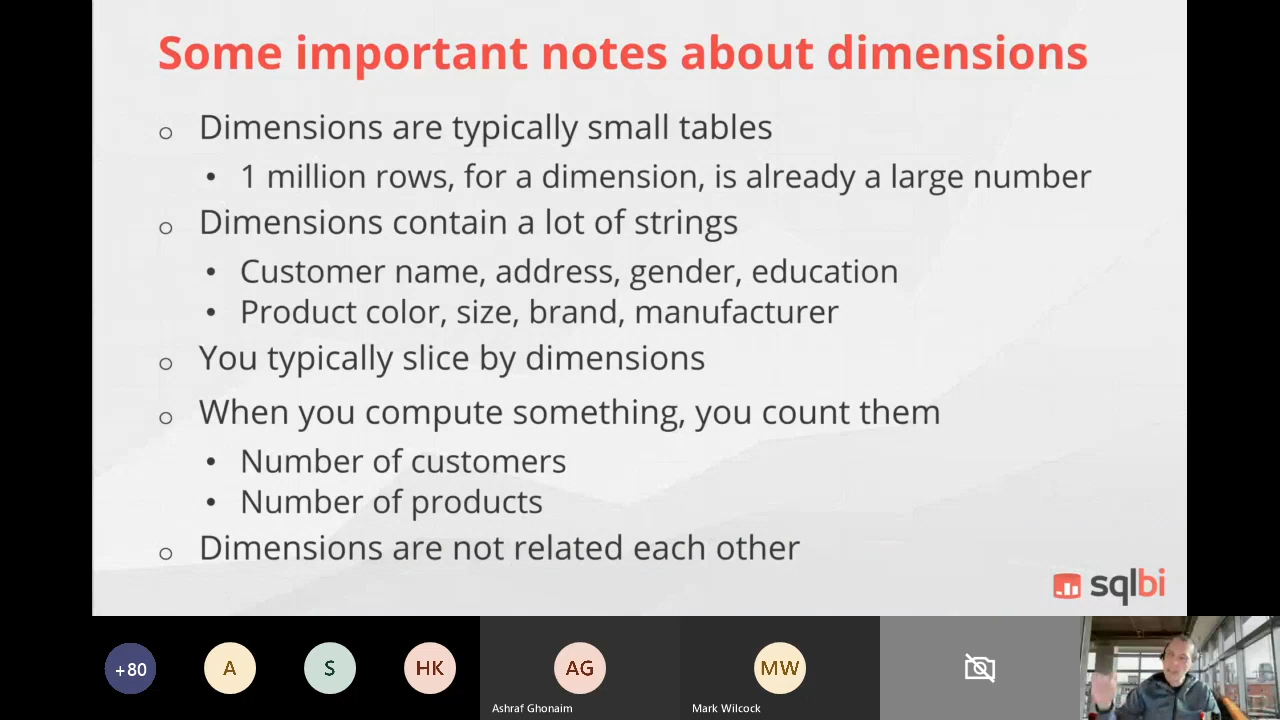 Some important notes about dimensions
Dimensions are typically small tables
1 million rows, for a dimension, is already a large number
Dimensions contain a lot of strings
Customer name, address, gender, education
Product color, size, brand, manufacturer
You typically slice by dimensions
When you compute something, you count them
Number of customers
Number of products
Dimensions are not related each other
sqlbi
+80
A
S
HK
AG
MW
Ashraf Ghonaim
Mark Wilcock